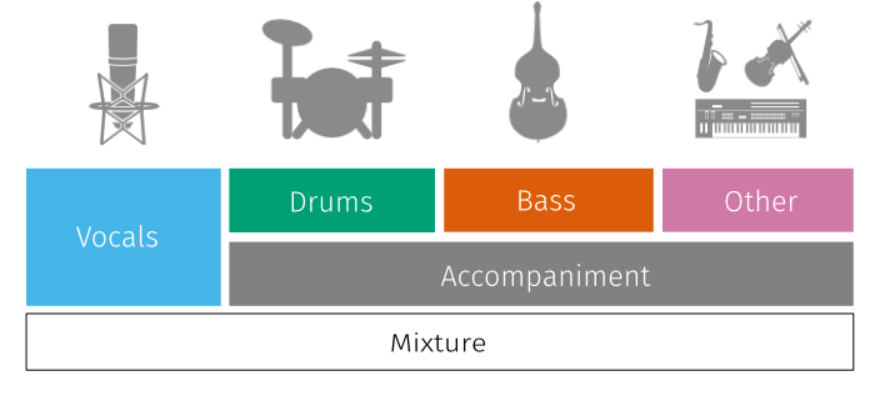 Drums
Bass
Other
Vocals
Accompaniment
Mixture